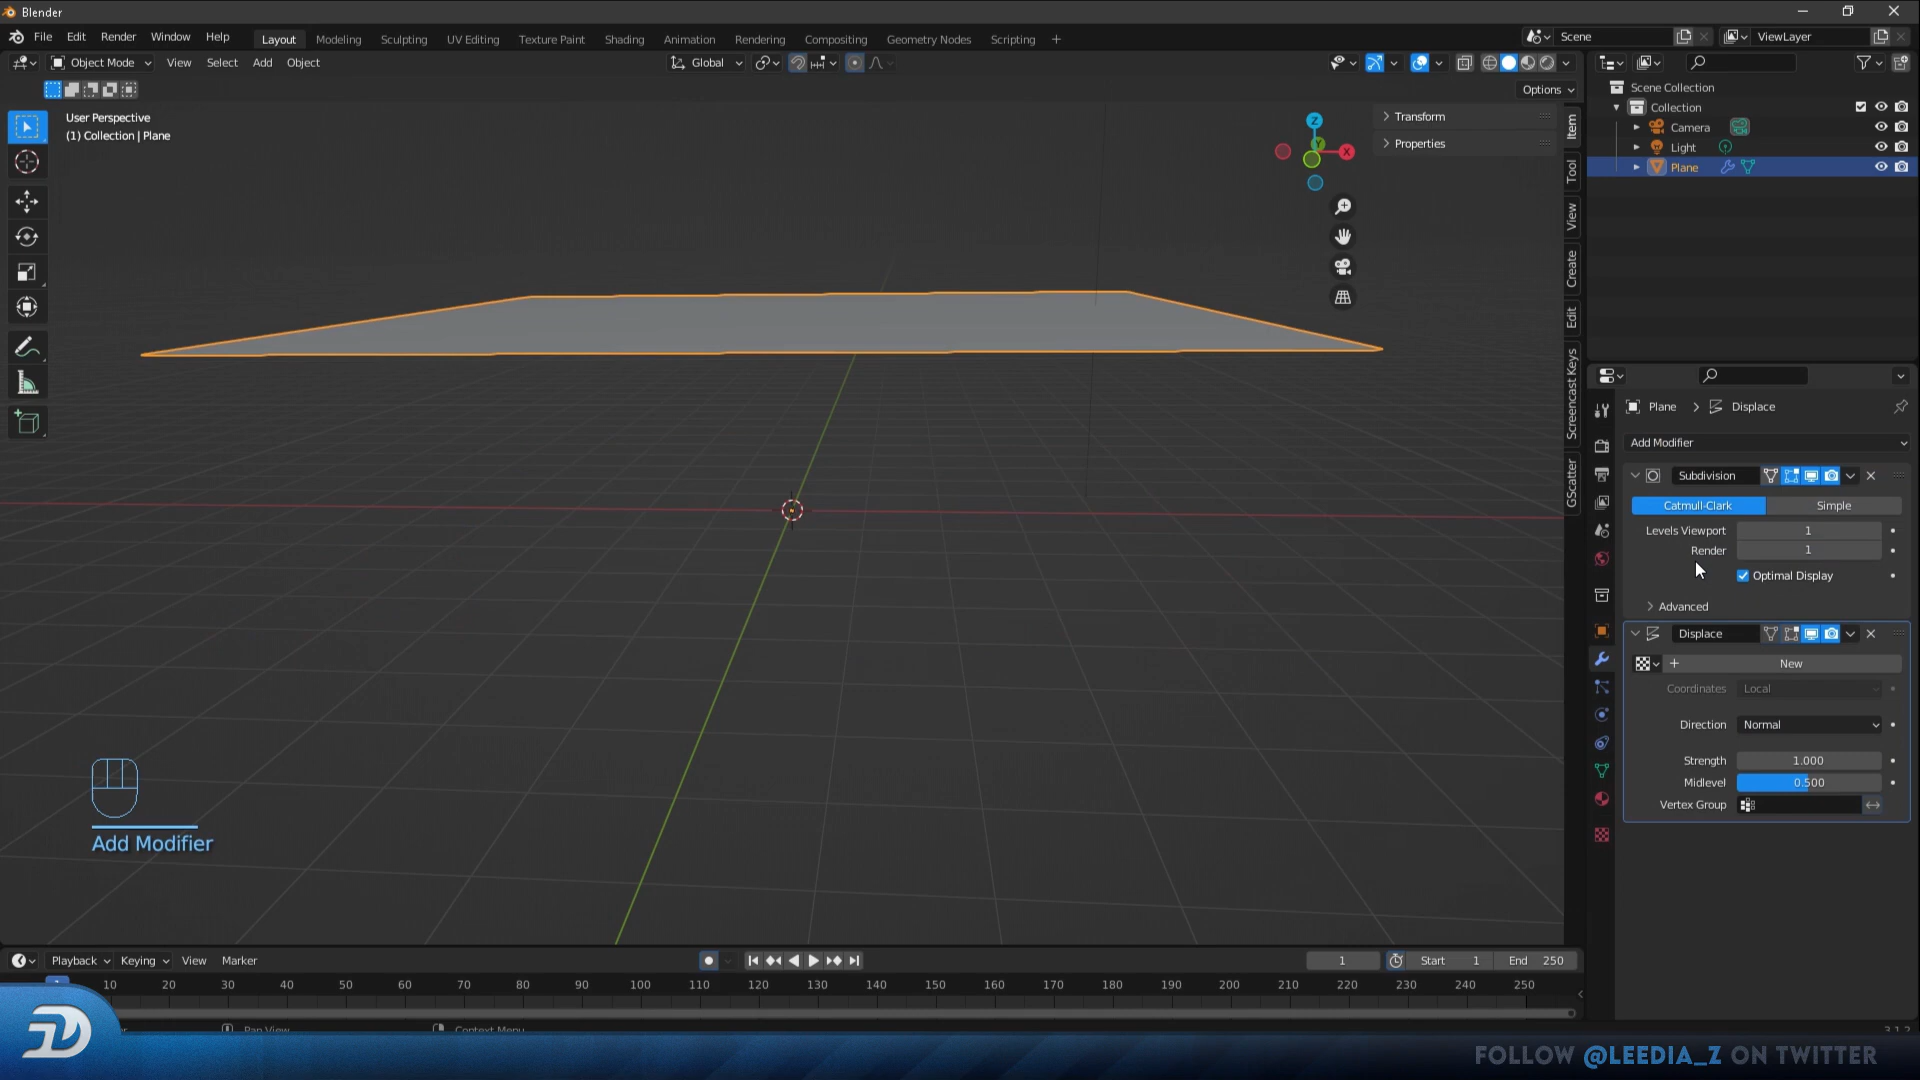 Blender
File Edit Render Window Help
Layout Modeling Sculpting UV Editing Texture Paint Shading Animation Rendering Compositing Geometry Nodes Scripting +
Scene
ViewLayer
Object Mode View Select Add Object
Global
Options
User Perspective
(1) Collection | Plane
Z
Y
X
Transform
Properties
Item
Tool
View
Create
Edit
Screencast Keys
GScatter
Scene Collection
Collection
Camera
Light
Plane
Plane > Displace
Add Modifier
Subdivision
Catmull-Clark Simple
Levels Viewport 1
Render 1
Optimal Display
Advanced
Displace
+ New
Coordinates Local
Direction Normal
Strength 1.000
Midlevel 0.500
Vertex Group
Add Modifier
Playback Keying View Marker
1 Start 1 End 250
10 20 30 40 50 60 70 80 90 100 110 120 130 140 150 160 170 180 190 200 210 220 230 240 250
Pan View
Context Menu
FOLLOW @LEEDIA_Z ON TWITTER